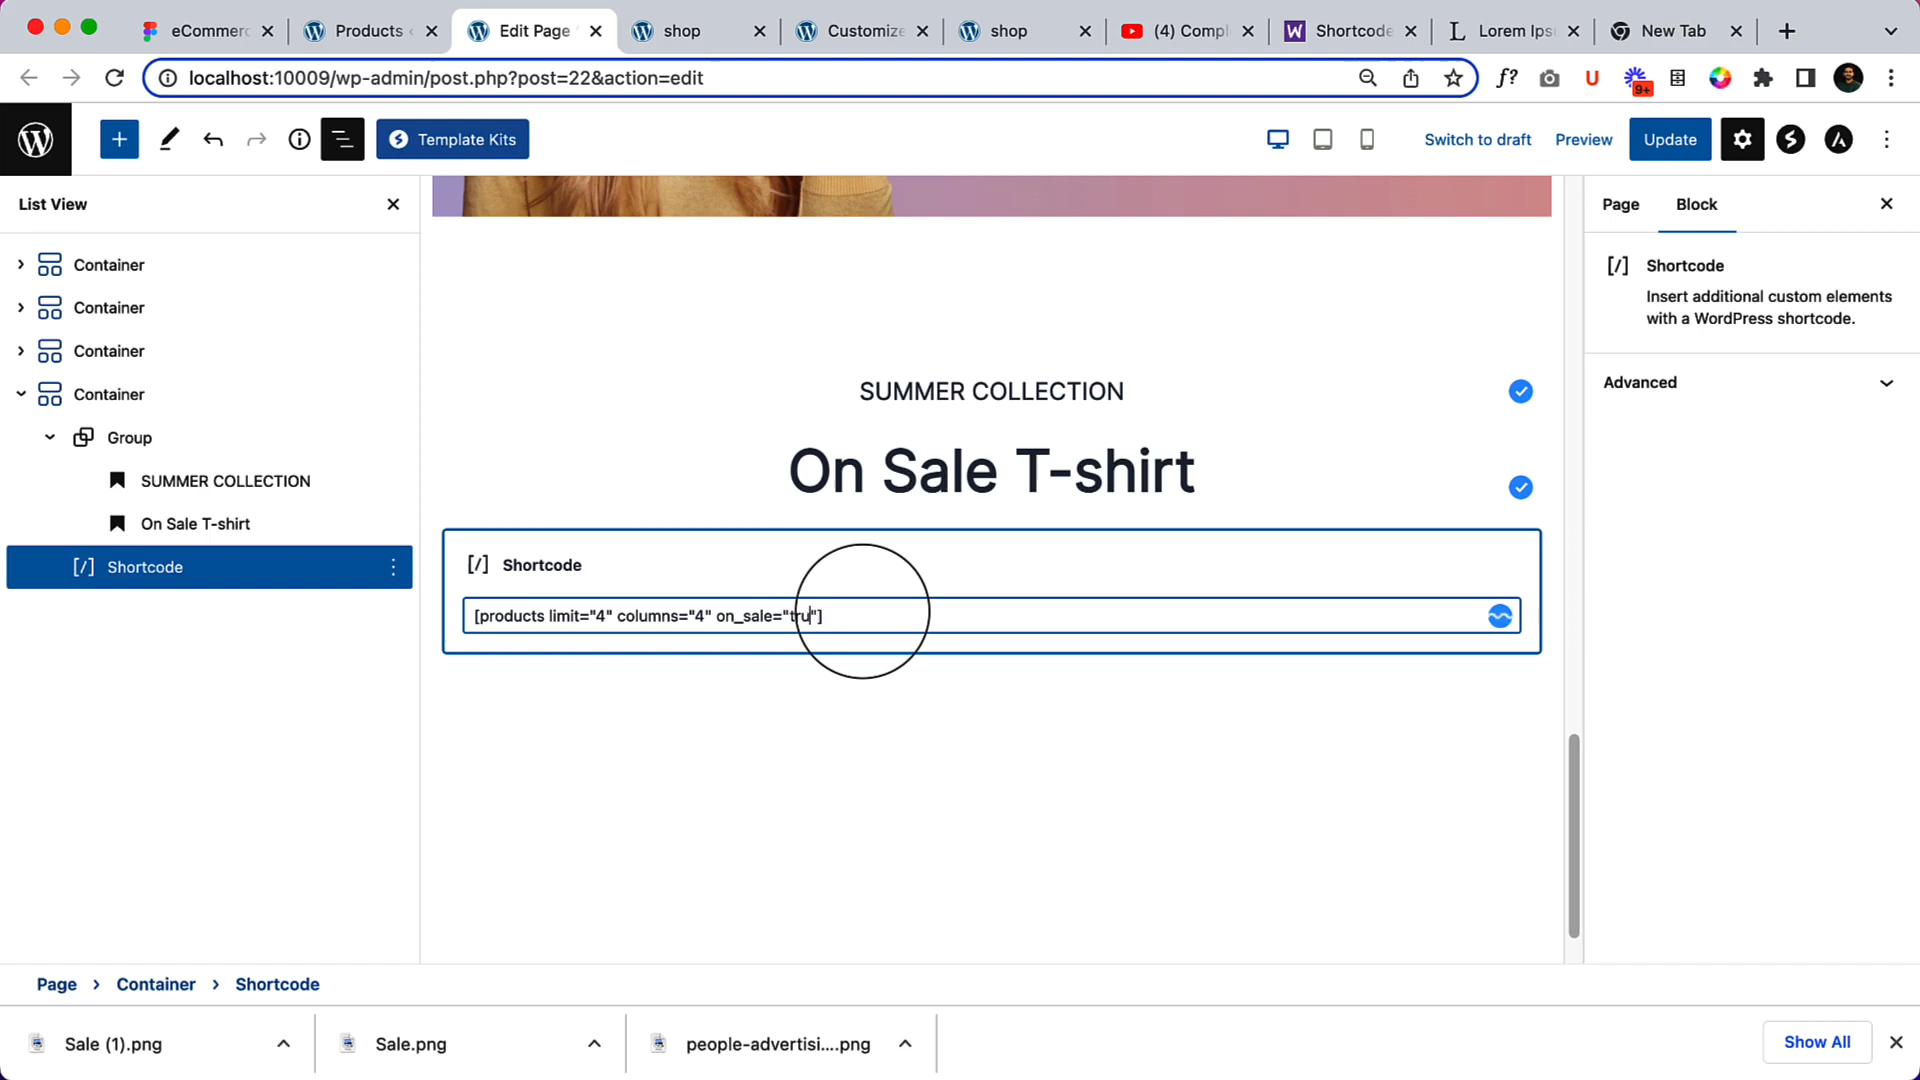 eCommerc
Products
Edit Page
shop
Customize
shop
(4) Compl
Shortcode
Lorem Ips
New Tab
localhost:10009/wp-admin/post.php?post=22&action=edit
9+
Template Kits
Switch to draft
Preview
Update
List View
Container
Container
Container
Container
Group
SUMMER COLLECTION
On Sale T-shirt
Shortcode
SUMMER COLLECTION
On Sale T-shirt
Shortcode
[products limit="4" columns="4" on_sale="tru"]
Page
Block
Shortcode
Insert additional custom elements
with a WordPress shortcode.
Advanced
Page > Container > Shortcode
Sale (1).png
Sale.png
people-advertisi....png
Show All